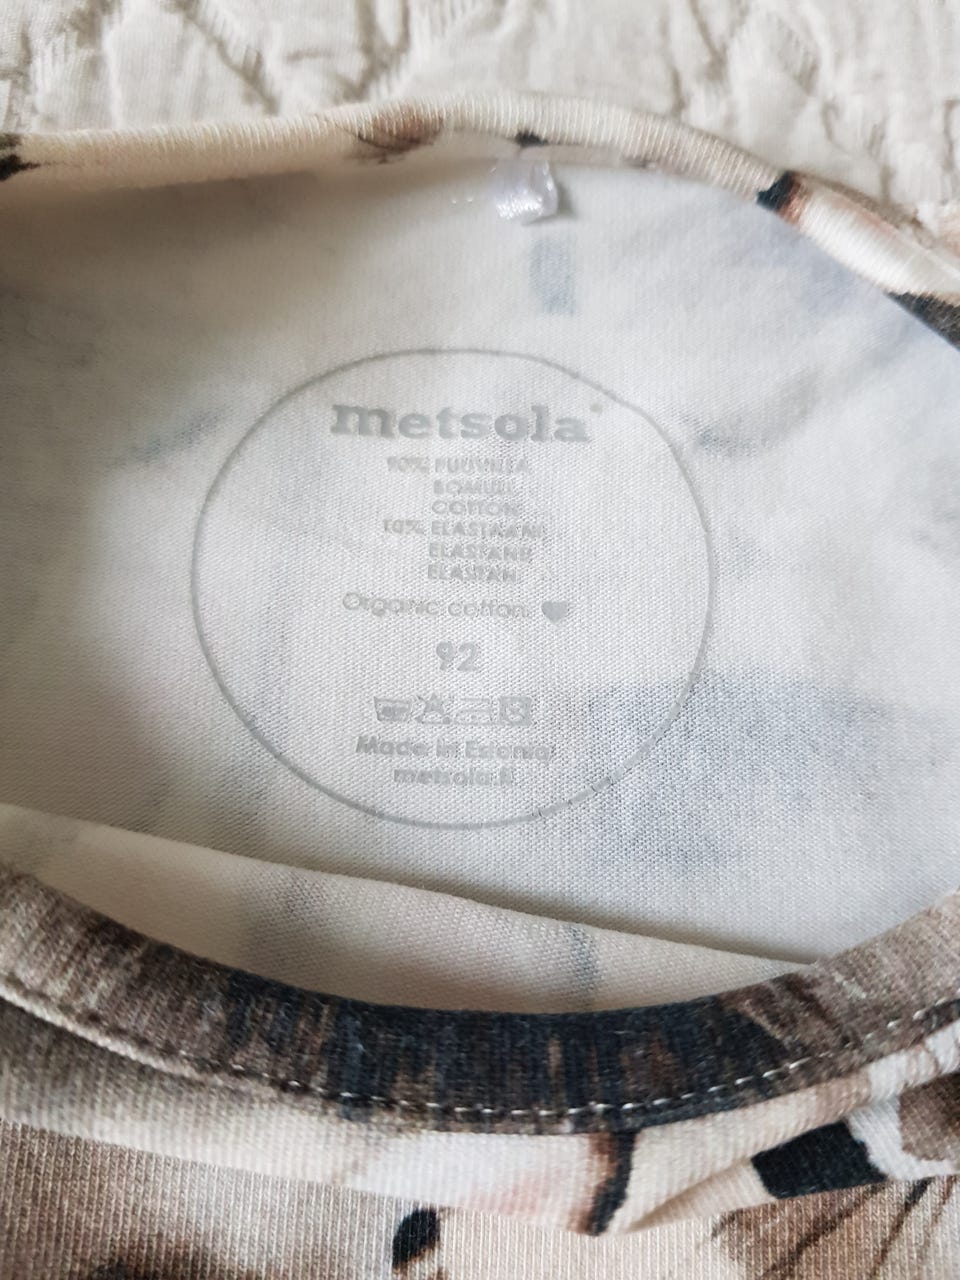 metsola
90% PUUVILLA
BOMULL
COTTON
10% ELASTAANI
ELASTANE
ELASTAN
Organic cotton
92
Made in Estonia
metsola.fi